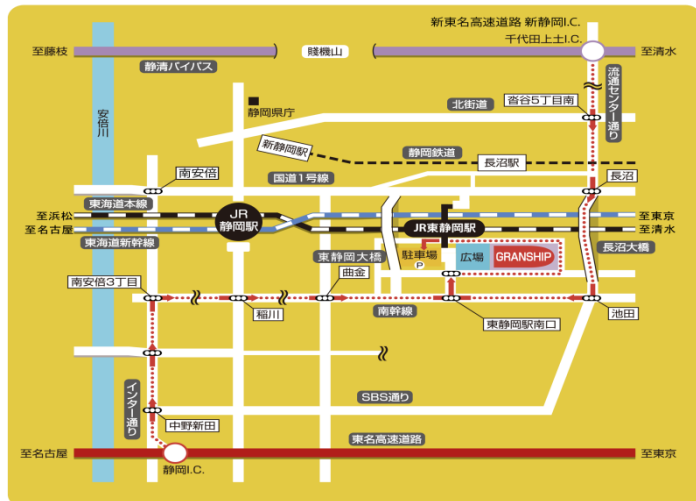 新東名高速道路 新静岡I.C.
千代田上土I.C.
至藤枝
賤機山
至清水
静清バイパス
流通センター通り
安倍川
静岡県庁
北街道
沓谷5丁目南
新静岡駅
静岡鉄道
長沼駅
南安倍
国道1号線
長沼
東海道本線
至浜松
JR
静岡駅
JR東静岡駅
至東京
至名古屋
至清水
東海道新幹線
東静岡大橋
駐車場
P
広場
GRANSHIP
長沼大橋
南安倍3丁目
曲金
稲川
南幹線
東静岡駅南口
池田
インター通り
SBS通り
中野新田
東名高速道路
至名古屋
至東京
静岡I.C.